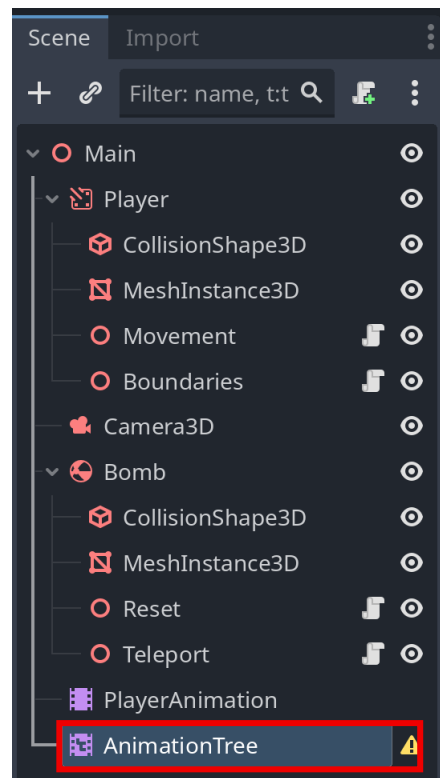 Scene Import
Filter: name, t:t
Main
Player
CollisionShape3D
MeshInstance3D
Movement
Boundaries
Camera3D
Bomb
CollisionShape3D
MeshInstance3D
Reset
Teleport
PlayerAnimation
AnimationTree